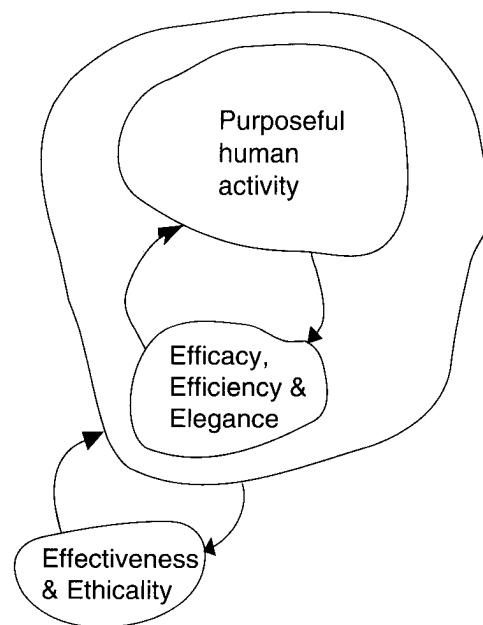 Purposeful
human
activity
Efficacy,
Efficiency &
Elegance
Effectiveness
& Ethicality